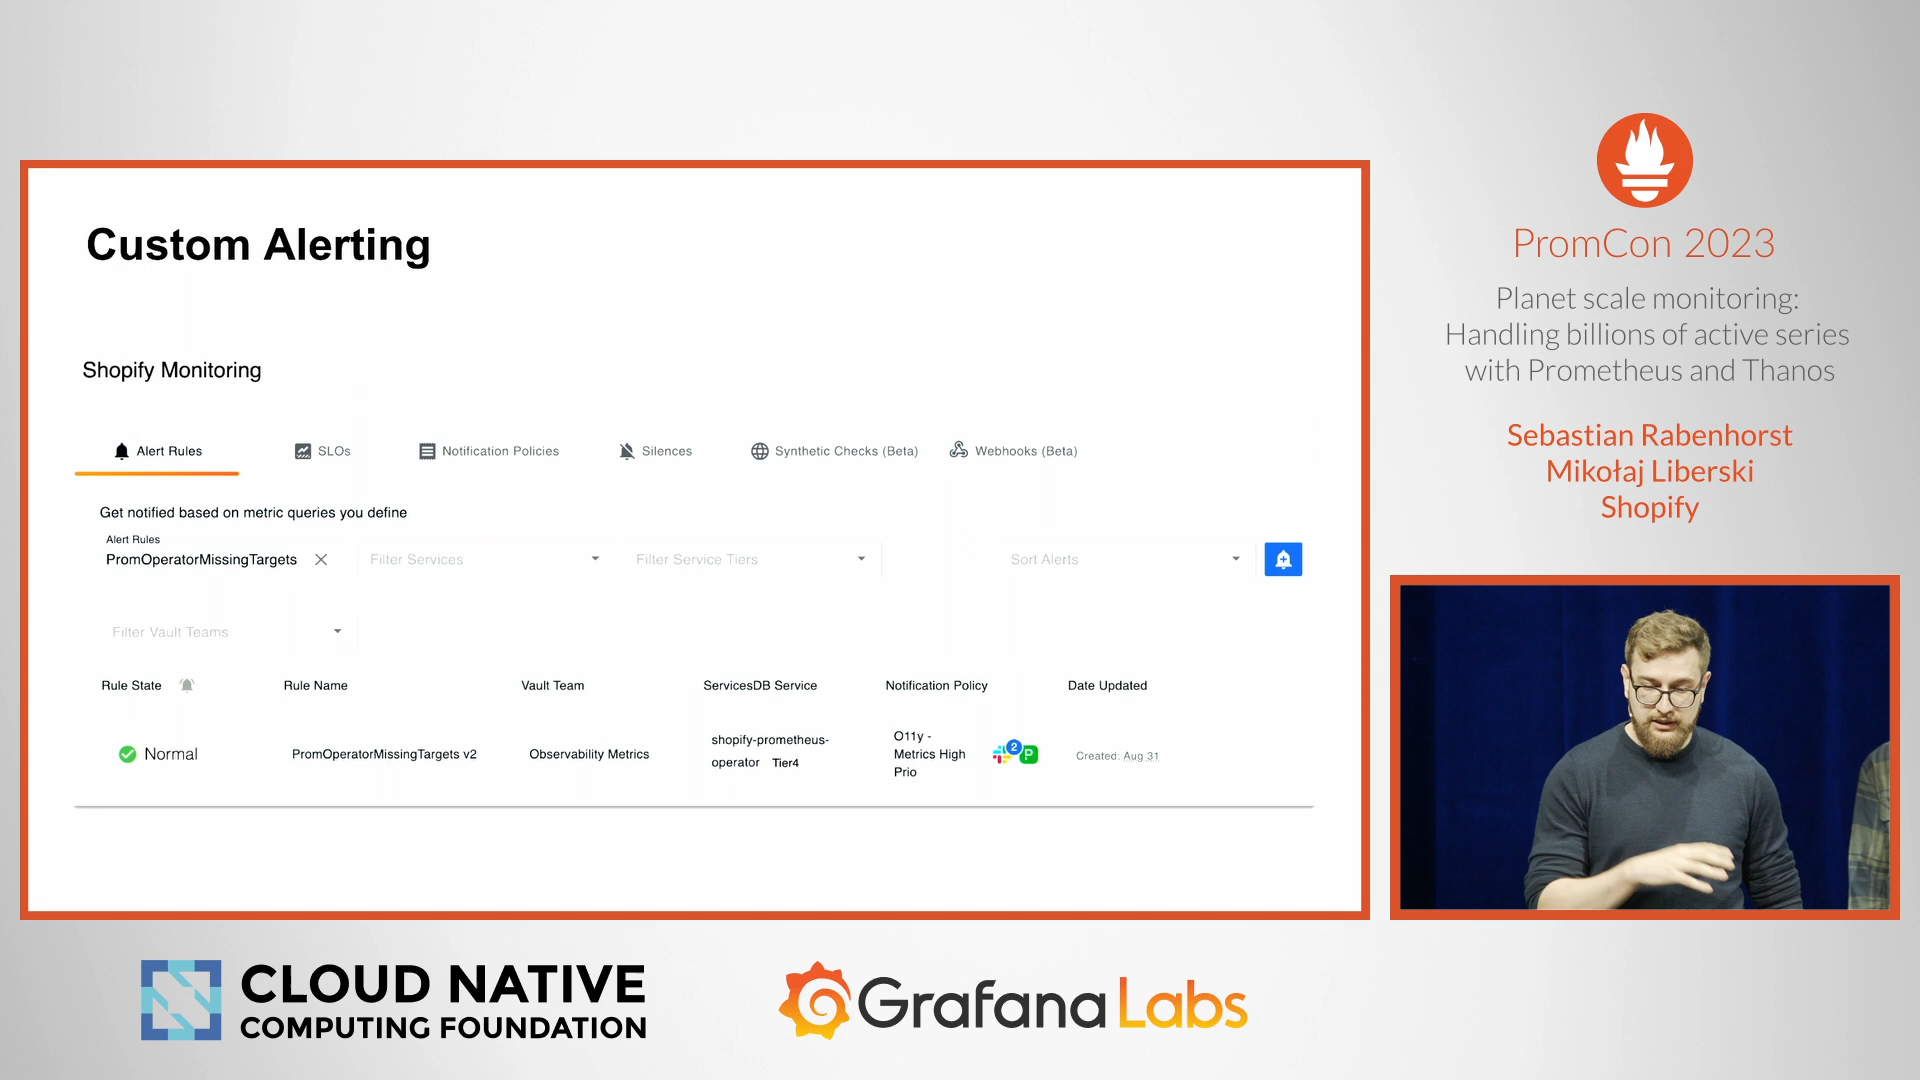 Custom Alerting
Shopify Monitoring
Alert Rules
SLOs
Notification Policies
Silences
Synthetic Checks (Beta)
Webhooks (Beta)
Get notified based on metric queries you define
Alert Rules
PromOperatorMissingTargets
Filter Services
Filter Service Tiers
Sort Alerts
Filter Vault Teams
Rule State
Rule Name
Vault Team
ServicesDB Service
Notification Policy
Date Updated
Normal
PromOperatorMissingTargets v2
Observability Metrics
shopify-prometheus-
operator Tier4
O11y -
Metrics High
Prio
2
P
Created: Aug 31
PromCon 2023
Planet scale monitoring:
Handling billions of active series
with Prometheus and Thanos
Sebastian Rabenhorst
Mikołaj Liberski
Shopify
CLOUD NATIVE
COMPUTING FOUNDATION
Grafana Labs